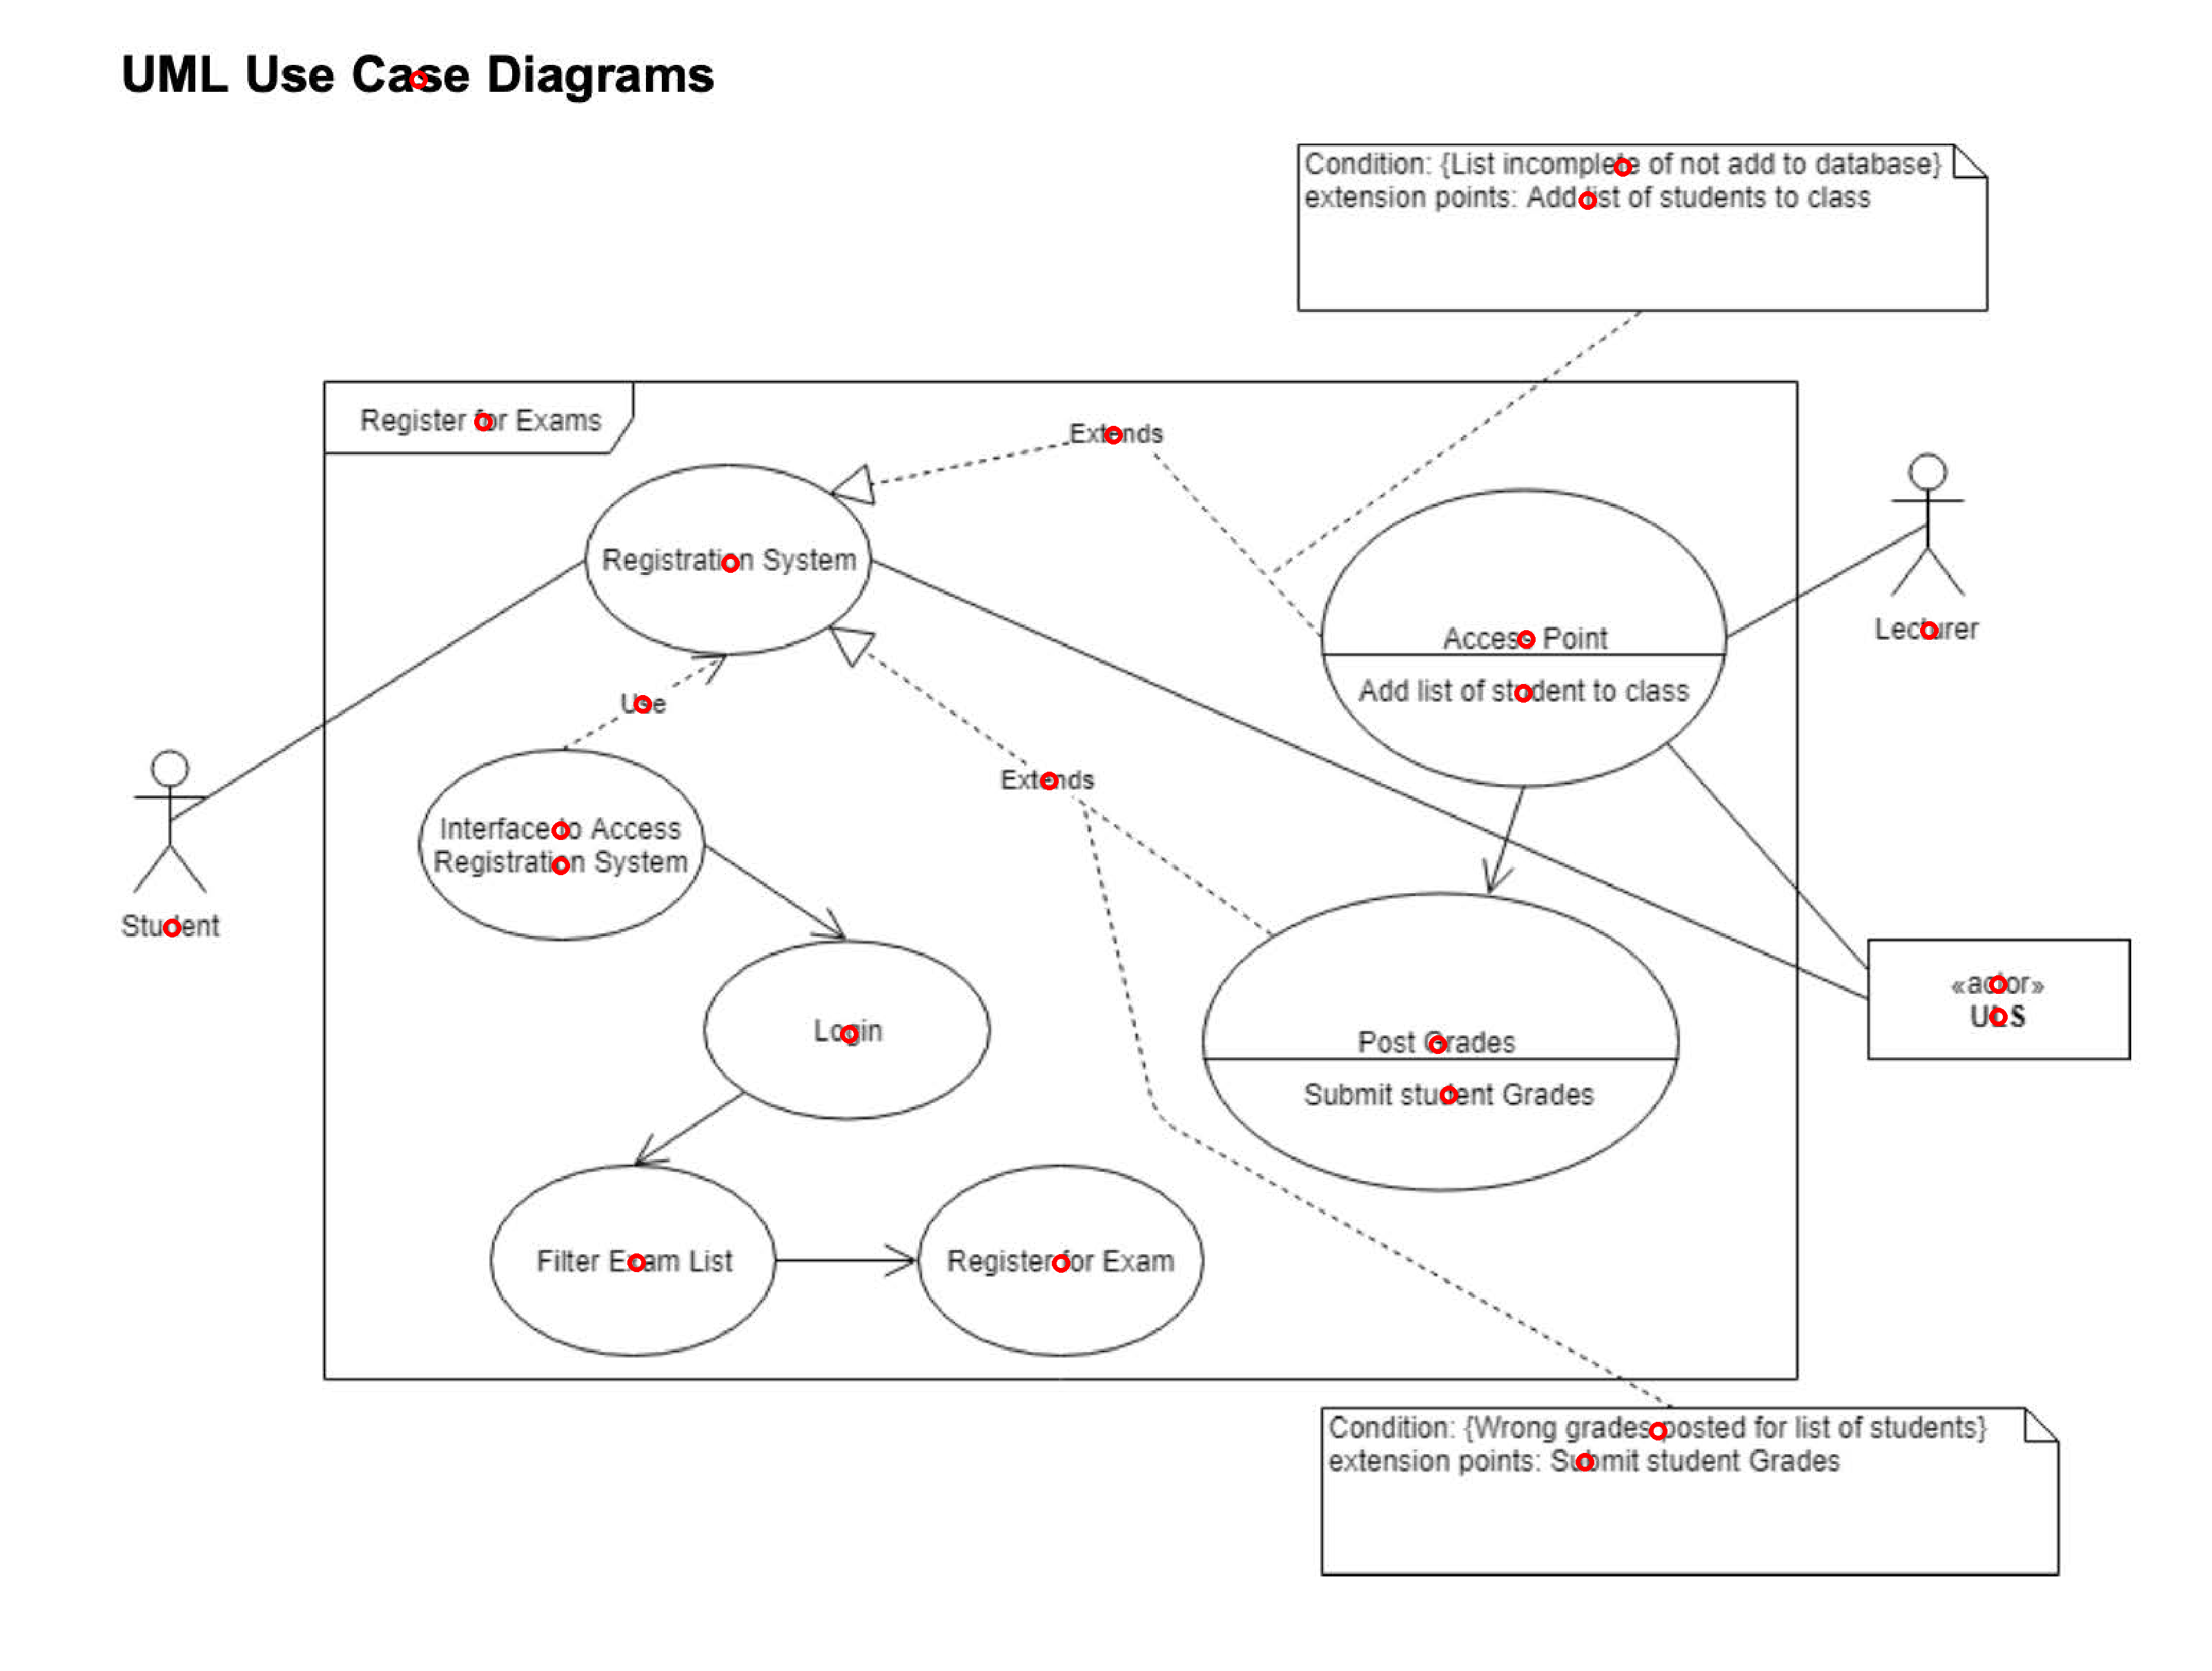 UML Use Case Diagrams
Condition: {List incomplete of not add to database}
extension points: Add list of students to class
Register for Exams
Extends
Registration System
Access Point
Add list of student to class
Lecturer
Use
Extends
Interface to Access
Registration System
Student
Login
«actor»
ULS
Post Grades
Submit student Grades
Filter Exam List
Register for Exam
Condition: {Wrong grades posted for list of students}
extension points: Submit student Grades